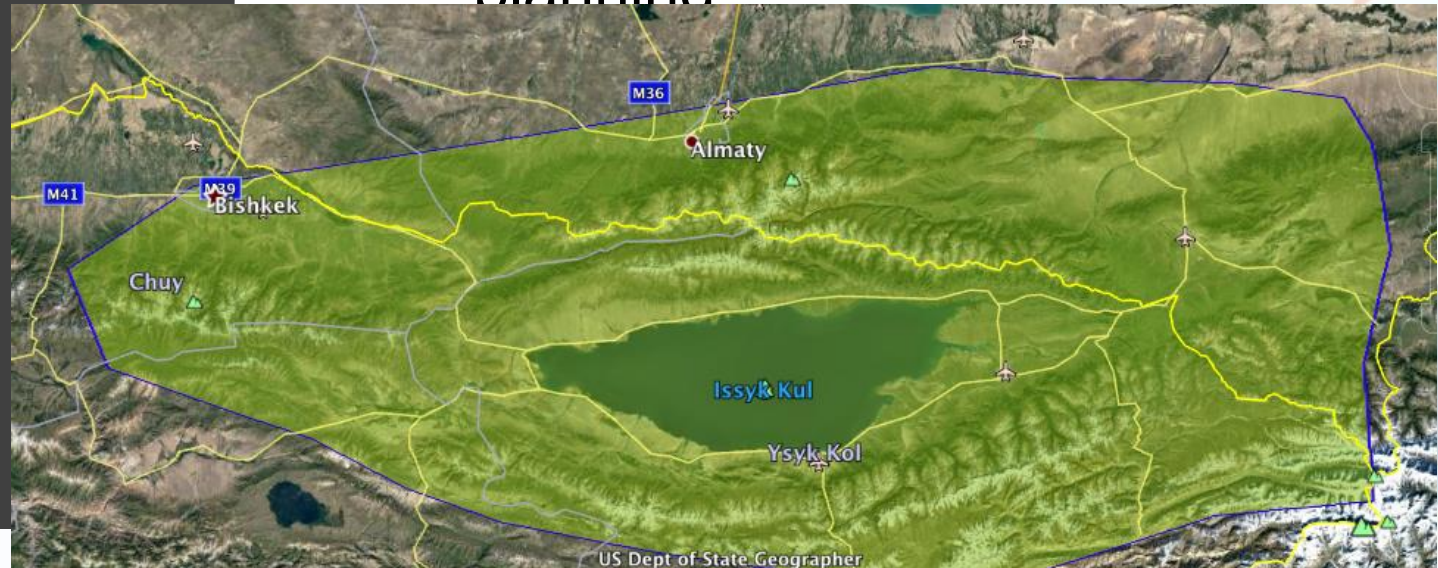 M36
Almaty
M41
M39
Bishkek
Chuy
Issyk Kul
Ysyk Kol
US Dept of State Geographer